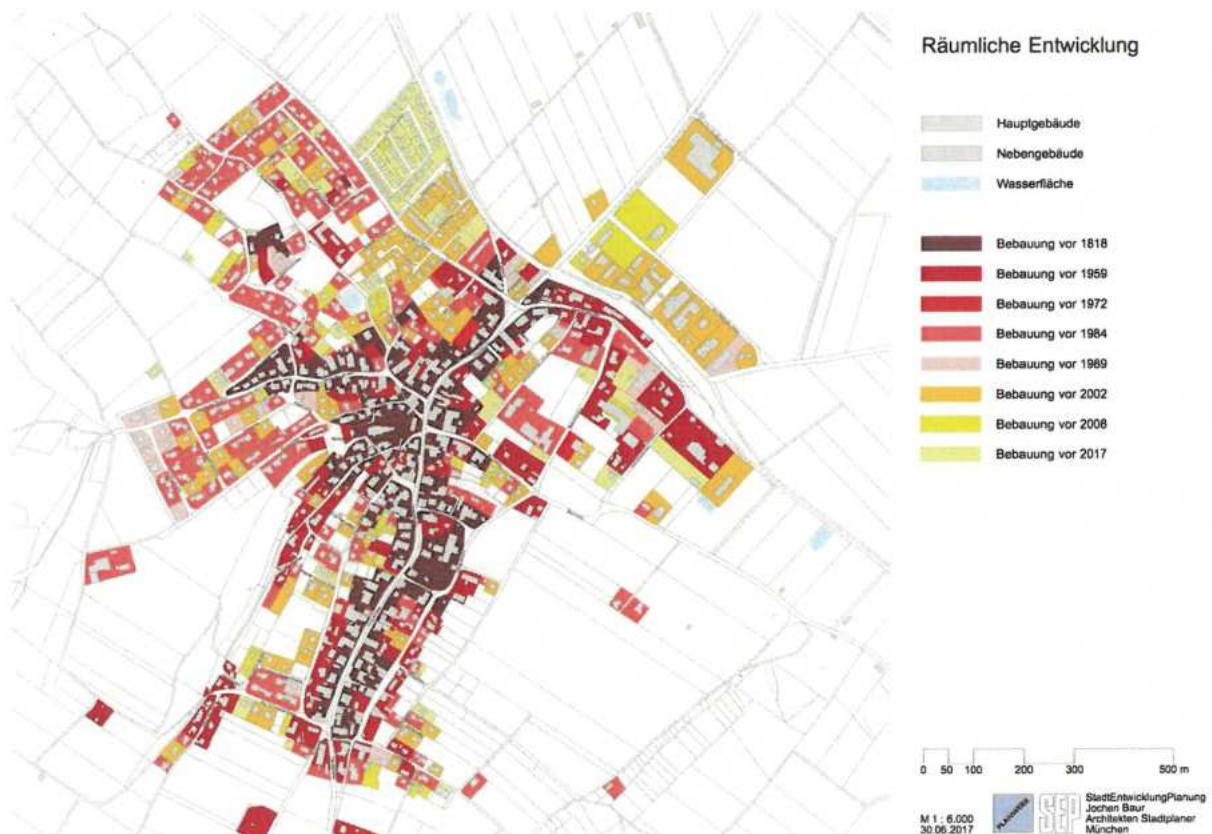 Räumliche Entwicklung
Hauptgebäude
Nebengebäude
Wasserfläche
Bebauung vor 1818
Bebauung vor 1959
Bebauung vor 1972
Bebauung vor 1984
Bebauung vor 1989
Bebauung vor 2002
Bebauung vor 2008
Bebauung vor 2017
0 50 100 200 300 500 m
M 1 : 6.000
30.06.2017
PLANWERK
SEP
StadtEntwicklungPlanung
Jochen Baur
Architekten Stadtplaner
München